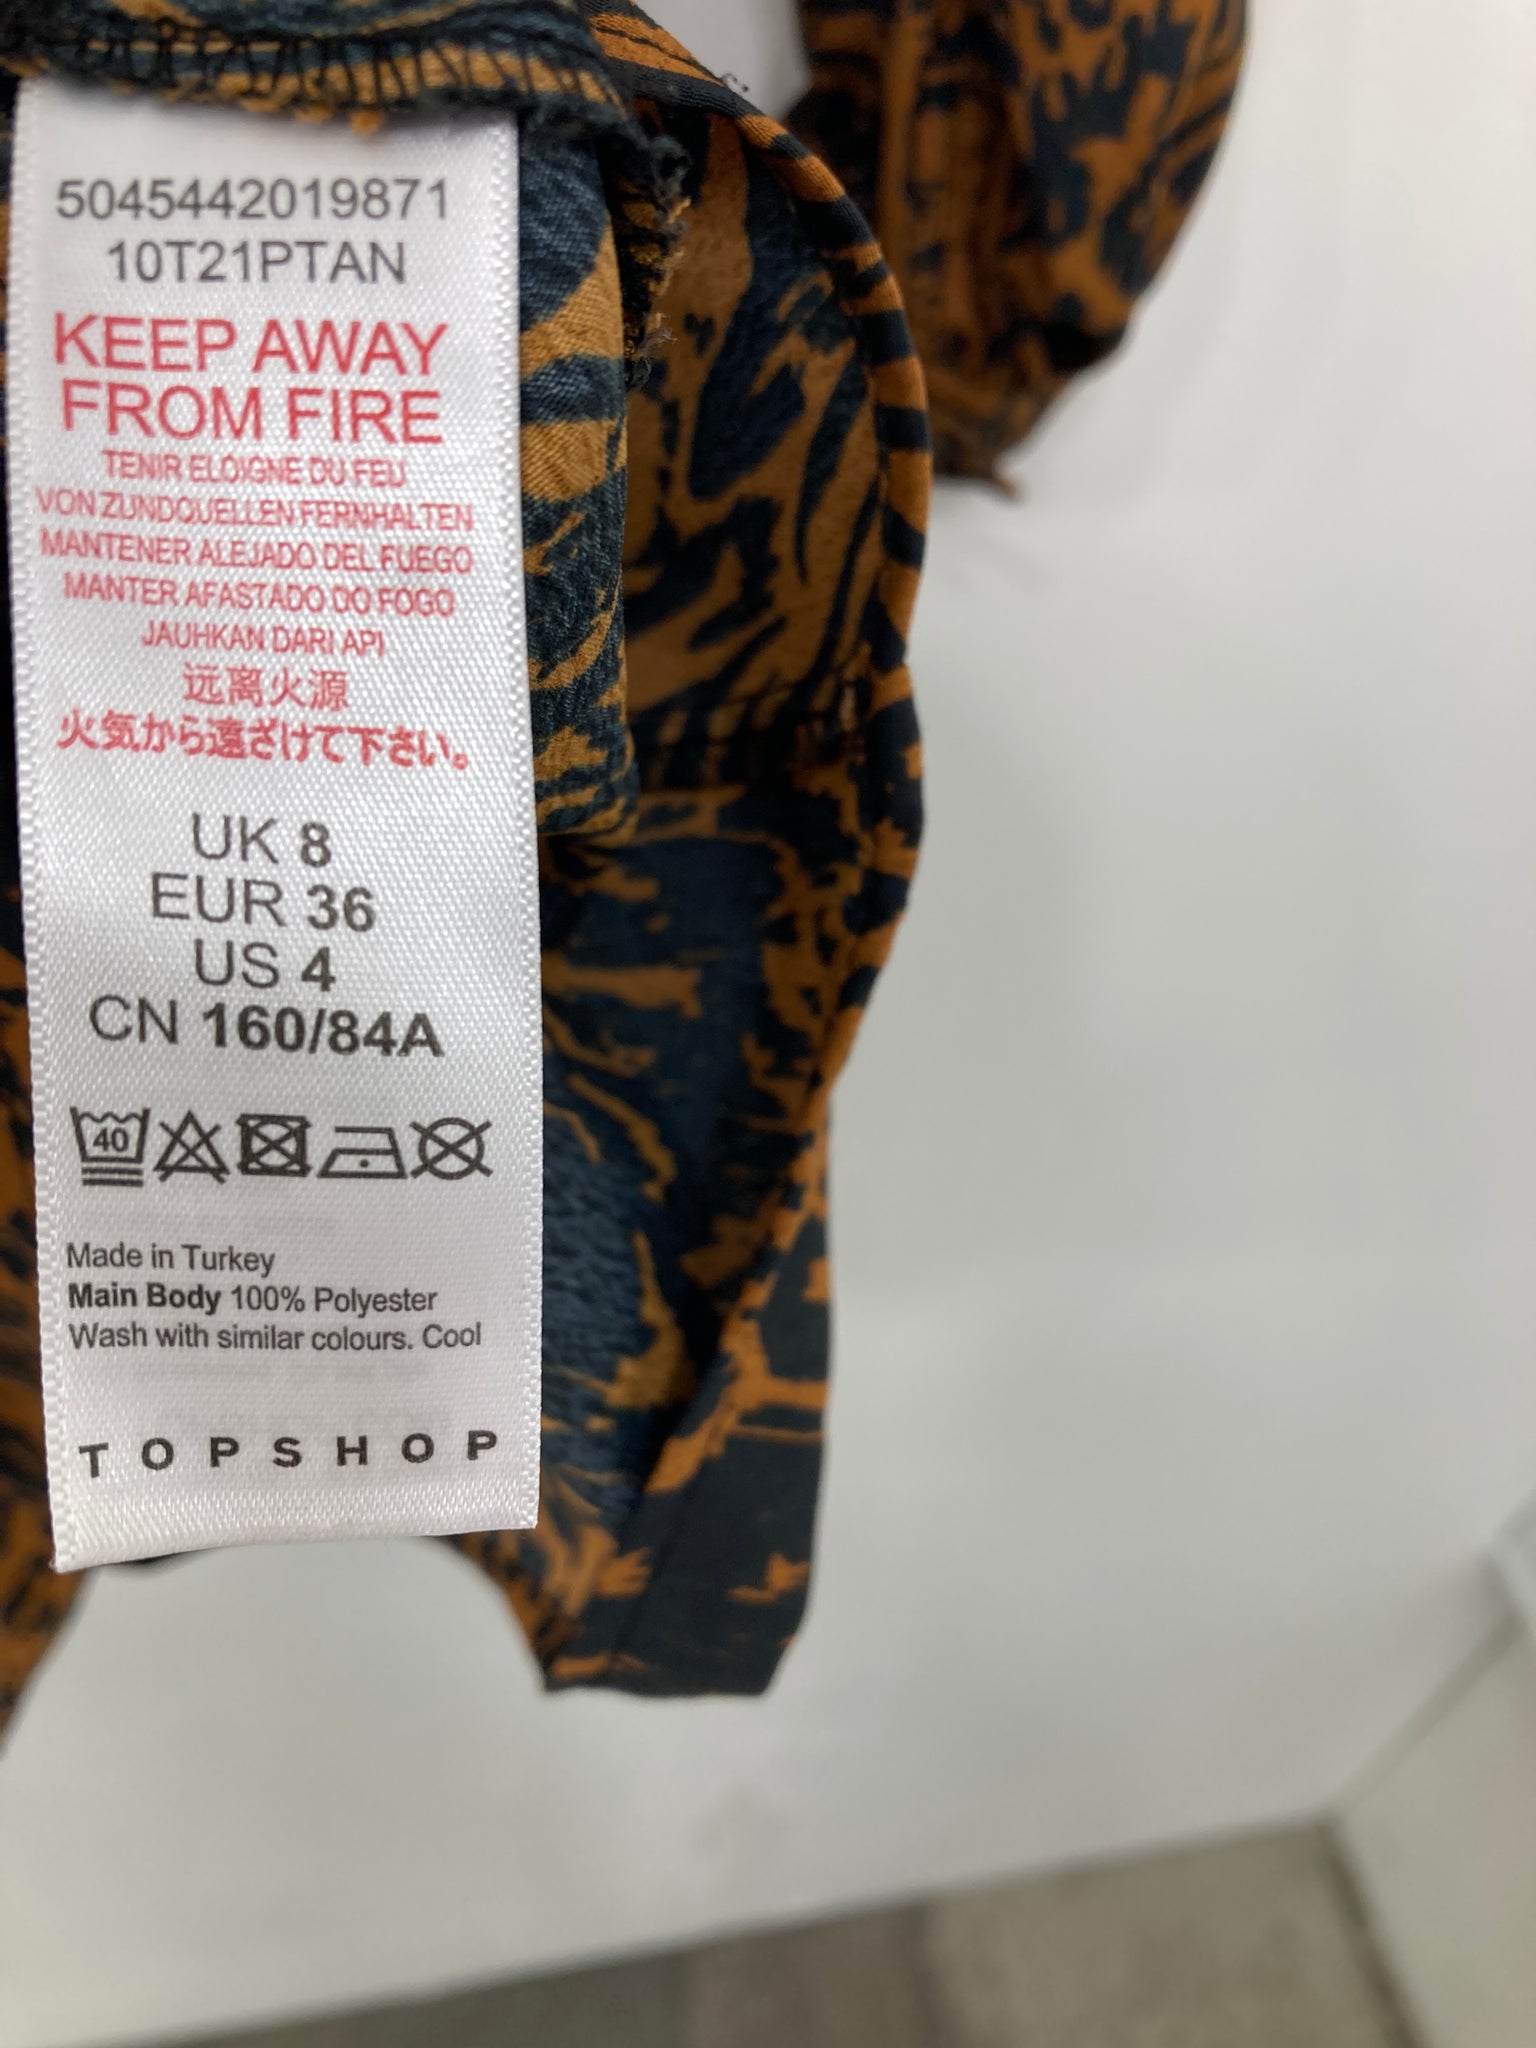 5045442019871
10T21PTAN
KEEP AWAY
FROM FIRE
TENIR ELOIGNE DU FEU
VON ZUNDQUELLEN FERNHALTEN
MANTENER ALEJADO DEL FUEGO
MANTER AFASTADO DO FOGO
JAUHKAN DARI API
远离火源
火気から遠ざけて下さい。
UK 8
EUR 36
US 4
CN 160/84A
40
Made in Turkey
Main Body 100% Polyester
Wash with similar colours. Cool
TOPSHOP